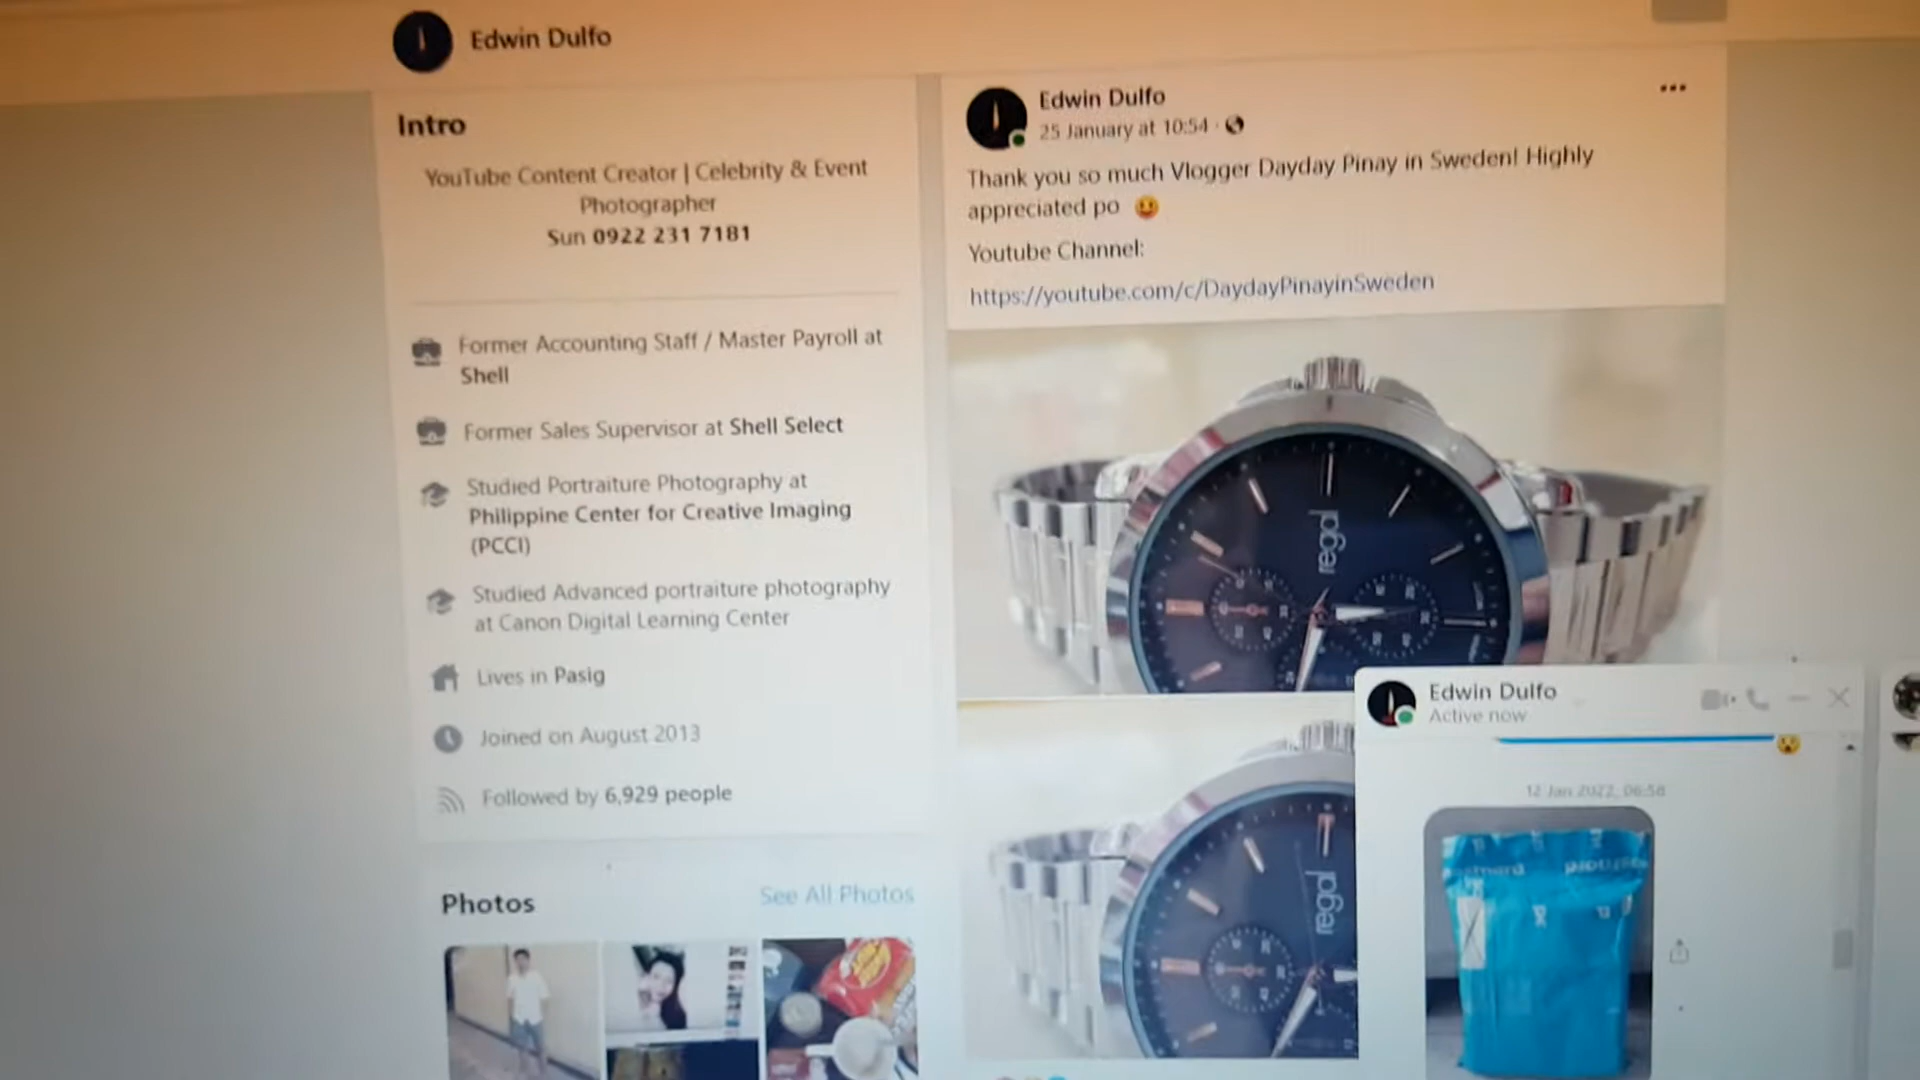 Edwin Dulfo
Intro
YouTube Content Creator | Celebrity & Event
Photographer
Sun 0922 231 7181
Former Accounting Staff / Master Payroll at
Shell
Former Sales Supervisor at Shell Select
Studied Portraiture Photography at
Philippine Center for Creative Imaging
(PCCI)
Studied Advanced portraiture photography
at Canon Digital Learning Center
Lives in Pasig
Joined on August 2013
Followed by 6,929 people
Photos
See All Photos
Edwin Dulfo
25 January at 10:54
Thank you so much Vlogger Dayday Pinay in Sweden! Highly
appreciated po
Youtube Channel:
https://youtube.com/c/DaydayPinayinSweden
regal
regal
Edwin Dulfo
Active now
12 Jan 2022, 06:58